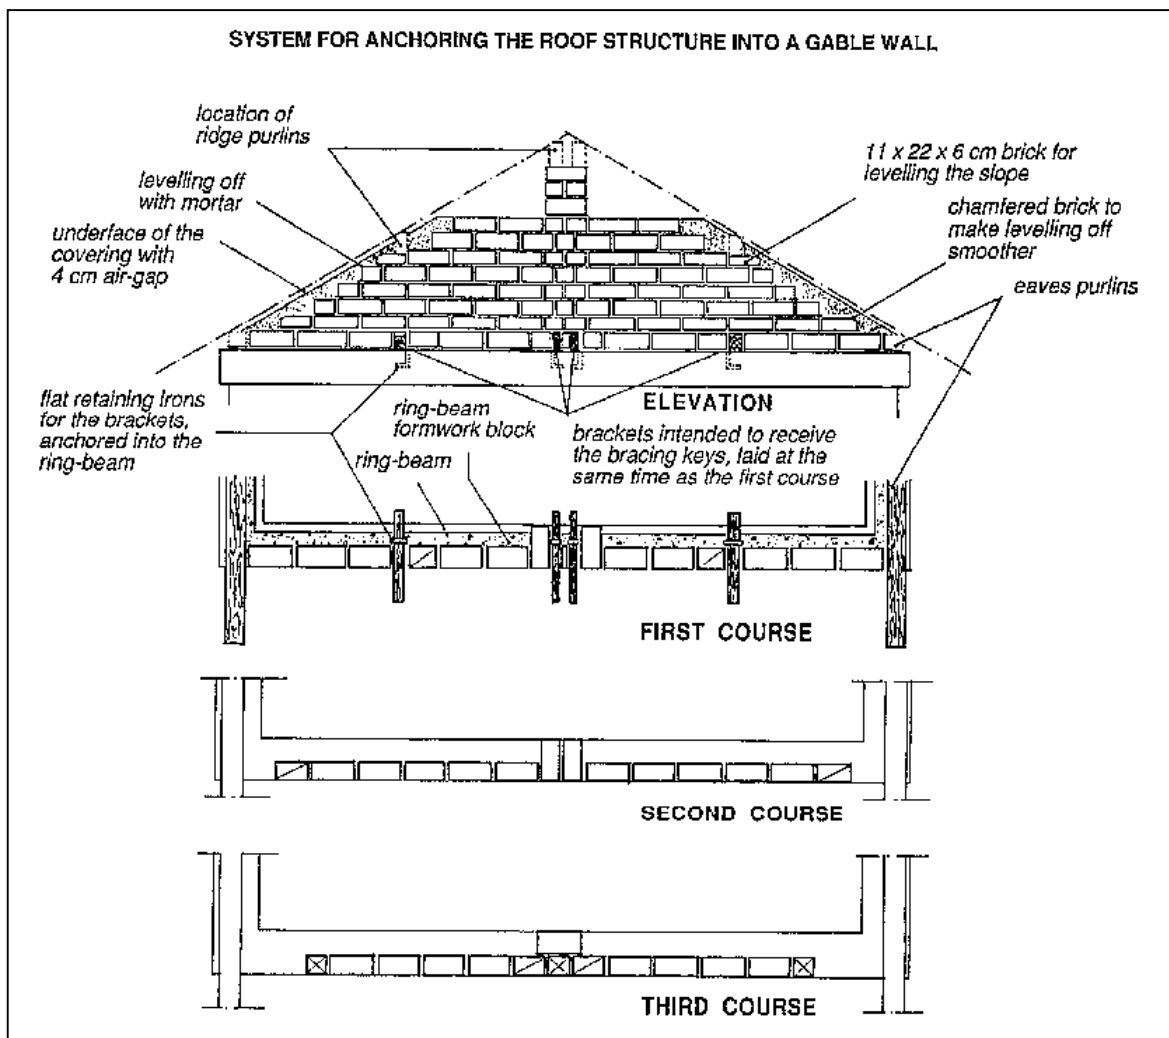 SYSTEM FOR ANCHORING THE ROOF STRUCTURE INTO A GABLE WALL
location of
ridge purlins
levelling off
with mortar
underface of the
covering with
4 cm air-gap
11 x 22 x 6 cm brick for
levelling the slope
chamfered brick to
make levelling off
smoother
eaves purlins
flat retaining irons
for the brackets,
anchored into the
ring-beam
ring-beam
formwork block
ring-beam
ELEVATION
brackets intended to receive
the bracing keys, laid at the
same time as the first course
FIRST COURSE
SECOND COURSE
THIRD COURSE